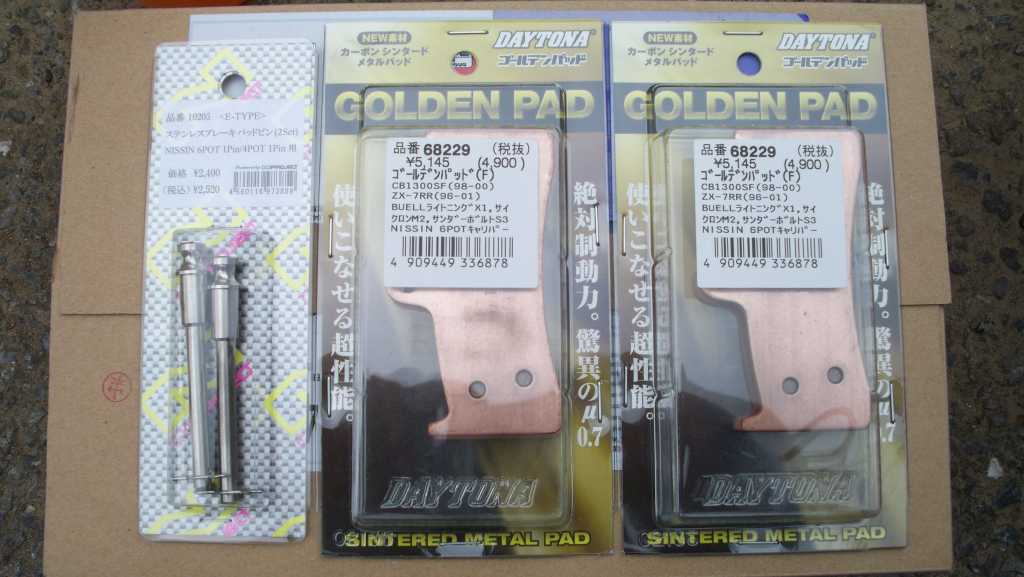 品番 10205 <E-TYPE>
ステンレスブレーキ パッドピン(2Set)
NISSIN 6POT 1Pin/4POT 1Pin 用
価格 ¥2,400
(税込) ¥2,520
NEW素材
カーボン シンタード
メタルパッド
DAYTONA
ゴールデンパッド
GOLDEN PAD
品番 68229 (税抜)
¥5,145 (4,900)
ゴールデンパッド(F)
CB1300SF(98-00)
ZX-7RR(96-01)
BUELLライトニングX1,サイ
クロンM2,サンダーボルトS3
NISSIN 6POTキャリパー
4 909449 336878
使いこなせる超性能。
絶対制動力。驚異のμ0.7
DAYTONA
SINTERED METAL PAD
NEW素材
カーボン シンタード
メタルパッド
DAYTONA
ゴールデンパッド
GOLDEN PAD
品番 68229 (税抜)
¥5,145 (4,900)
ゴールデンパッド(F)
CB1300SF(98-00)
ZX-7RR(96-01)
BUELLライトニングX1,サイ
クロンM2,サンダーボルトS3
NISSIN 6POTキャリパー
4 909449 336878
使いこなせる超性能。
絶対制動力。驚異のμ0.7
DAYTONA
SINTERED METAL PAD